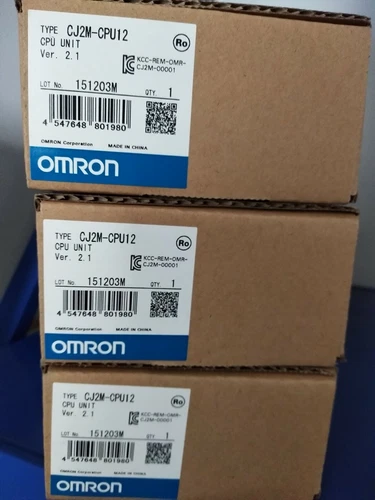 TYPE CJ2M-CPU12
CPU UNIT
Ver. 2.1
Ro
KCC-REM-OMR-
CJ2M-00001
LOT No. 151203M
QTY. 1
4 547648 801980
OMRON Corporation MADE IN CHINA
OMRON
TYPE CJ2M-CPU12
CPU UNIT
Ver. 2.1
Ro
KCC-REM-OMR-
CJ2M-00001
LOT No. 151203M
QTY. 1
4 547648 801980
OMRON Corporation MADE IN CHINA
OMRON
TYPE CJ2M-CPU12
CPU UNIT
Ver. 2.1
Ro
KCC-REM-OMR-
CJ2M-00001
LOT No. 151203M
QTY. 1
4 547648 801980
OMRON Corporation MADE IN CHINA